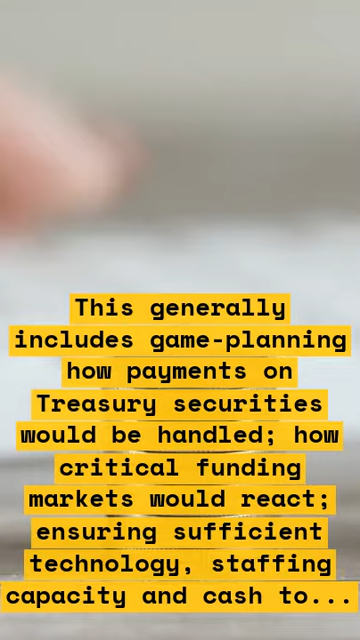 This generally
includes game-planning
how payments on
Treasury securities
would be handled; how
critical funding
markets would react;
ensuring sufficient
technology, staffing
capacity and cash to...